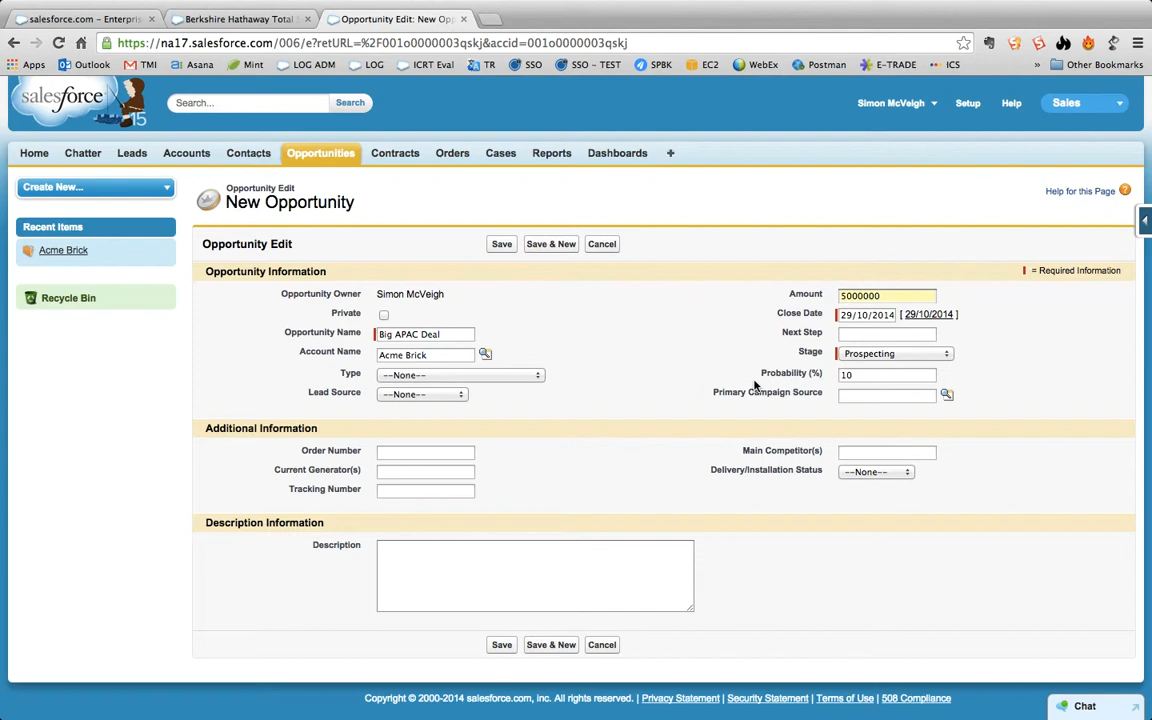 salesforce.com – Enterpris
Berkshire Hathaway Total
Opportunity Edit: New Opp
https://na17.salesforce.com/006/e?retURL=%2F001o0000003qskj&accid=001o0000003qskj
Apps Outlook TMI Asana Mint LOG ADM LOG ICRT Eval TR SSO SSO – TEST SPBK EC2 WebEx Postman E–TRADE ICS » Other Bookmarks
salesforce
15
Search...
Search
Simon McVeigh Setup Help Sales
Home Chatter Leads Accounts Contacts Opportunities Contracts Orders Cases Reports Dashboards +
Create New...
Recent Items
Acme Brick
Recycle Bin
Opportunity Edit
New Opportunity
Help for this Page ?
Opportunity Edit Save Save & New Cancel
Opportunity Information
= Required Information
Opportunity Owner Simon McVeigh
Private
Opportunity Name Big APAC Deal
Account Name Acme Brick
Type --None--
Lead Source --None--
Amount 5000000
Close Date 29/10/2014 [ 29/10/2014 ]
Next Step
Stage Prospecting
Probability (%) 10
Primary Campaign Source
Additional Information
Order Number
Current Generator(s)
Tracking Number
Main Competitor(s)
Delivery/Installation Status --None--
Description Information
Description
Save Save & New Cancel
Copyright © 2000-2014 salesforce.com, inc. All rights reserved. | Privacy Statement | Security Statement | Terms of Use | 508 Compliance
Chat